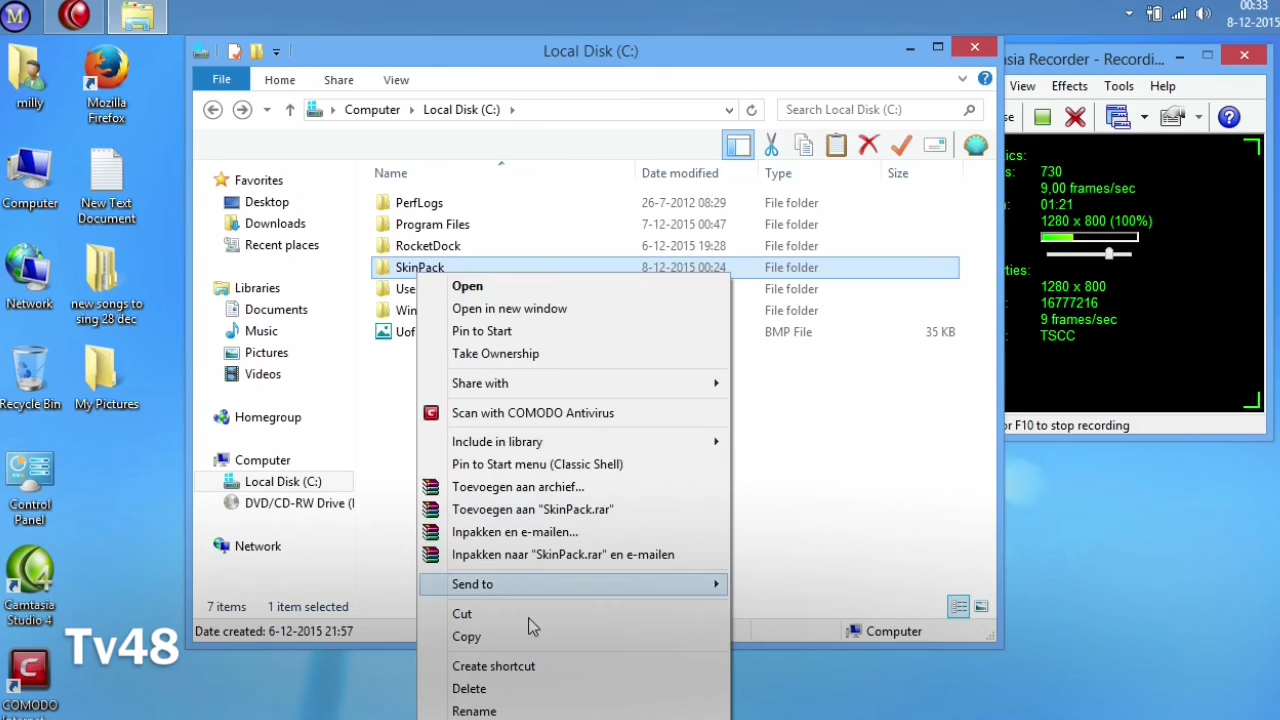 M
00:33
8-12-2015
milly
Mozilla
Firefox
Computer
New Text
Document
Network
new songs to
sing 28 dec
Recycle Bin
My Pictures
Control
Panel
Camtasia
Studio 4
Tv48
COMODO
Local Disk (C:)
File
Home
Share
View
Computer
Local Disk (C:)
Search Local Disk (C:)
Favorites
Desktop
Downloads
Recent places
Libraries
Documents
Music
Pictures
Videos
Homegroup
Computer
Local Disk (C:)
DVD/CD-RW Drive (
Network
Name
Date modified
Type
Size
PerfLogs 26-7-2012 08:29 File folder
Program Files 7-12-2015 00:47 File folder
RocketDock 6-12-2015 19:28 File folder
SkinPack 8-12-2015 00:24 File folder
Use File folder
Win File folder
Uof BMP File 35 KB
Open
Open in new window
Pin to Start
Take Ownership
Share with
Scan with COMODO Antivirus
Include in library
Pin to Start menu (Classic Shell)
Toevoegen aan archief...
Toevoegen aan "SkinPack.rar"
Inpakken en e-mailen...
Inpakken naar "SkinPack.rar" en e-mailen
Send to
Cut
Copy
Create shortcut
Delete
Rename
7 items
1 item selected
Date created: 6-12-2015 21:57
Computer
asia Recorder - Recordi...
View
Effects
Tools
Help
se
ics:
s: 730
9,00 frames/sec
n: 01:21
1280 x 800 (100%)
ties:
1280 x 800
16777216
9 frames/sec
TSCC
or F10 to stop recording